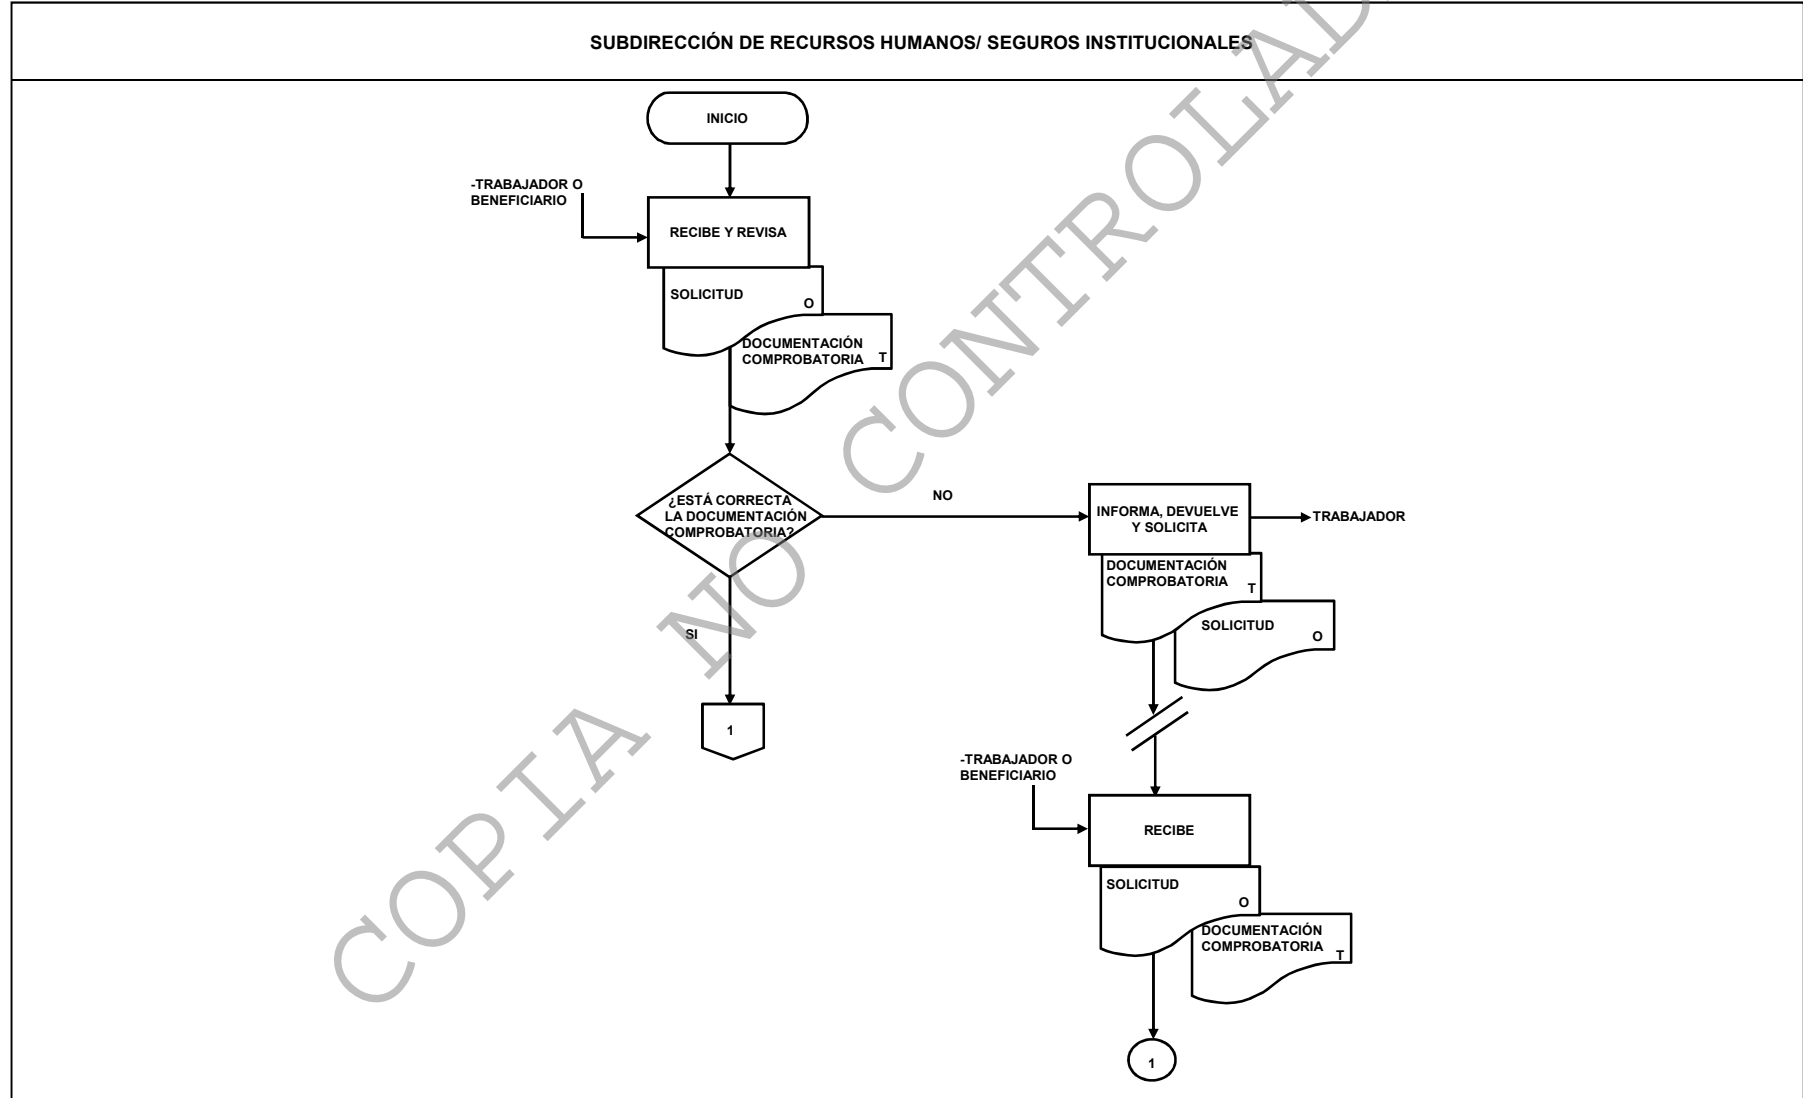 SUBDIRECCIÓN DE RECURSOS HUMANOS/ SEGUROS INSTITUCIONALES
INICIO
-TRABAJADOR O
BENEFICIARIO
RECIBE Y REVISA
SOLICITUD
O
DOCUMENTACIÓN
COMPROBATORIA
T
¿ESTÁ CORRECTA
LA DOCUMENTACIÓN
COMPROBATORIA?
NO
INFORMA, DEVUELVE
Y SOLICITA
TRABAJADOR
DOCUMENTACIÓN
COMPROBATORIA
T
SOLICITUD
O
SI
1
-TRABAJADOR O
BENEFICIARIO
RECIBE
SOLICITUD
O
DOCUMENTACIÓN
COMPROBATORIA
T
1
COPIA NO CONTROLAD